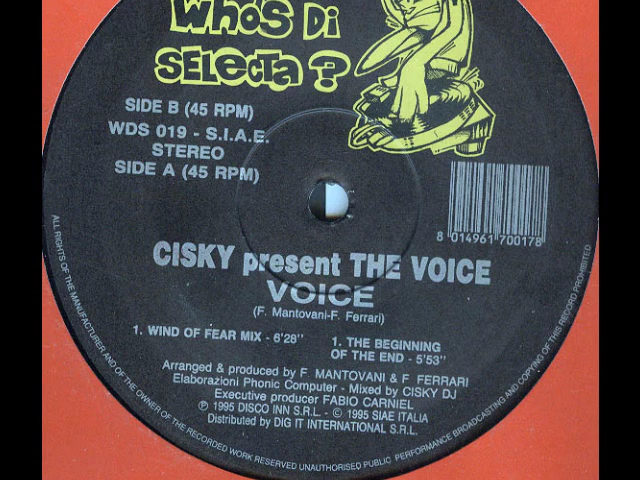 WHO'S Di
SELECTA?
SIDE B (45 RPM)
WDS 019 - S.I.A.E.
STEREO
SIDE A (45 RPM)
8 014961 700178
CISKY present THE VOICE
VOICE
(F. Mantovani-F. Ferrari)
1. WIND OF FEAR MIX - 6'28"
1. THE BEGINNING
OF THE END - 5'53"
Arranged & produced by F. MANTOVANI & F. FERRARI
Elaborazioni Phonic Computer - Mixed by CISKY DJ
Executive producer FABIO CARNIEL
℗ 1995 DISCO INN S.R.L. - © 1995 SIAE ITALIA
Distributed by DIG IT INTERNATIONAL S.R.L.
ALL RIGHTS OF THE MANUFACTURER AND OF THE OWNER OF THE RECORDED WORK RESERVED UNAUTHORISED PUBLIC PERFORMANCE BROADCASTING AND COPYING OF THIS RECORD PROHIBITED